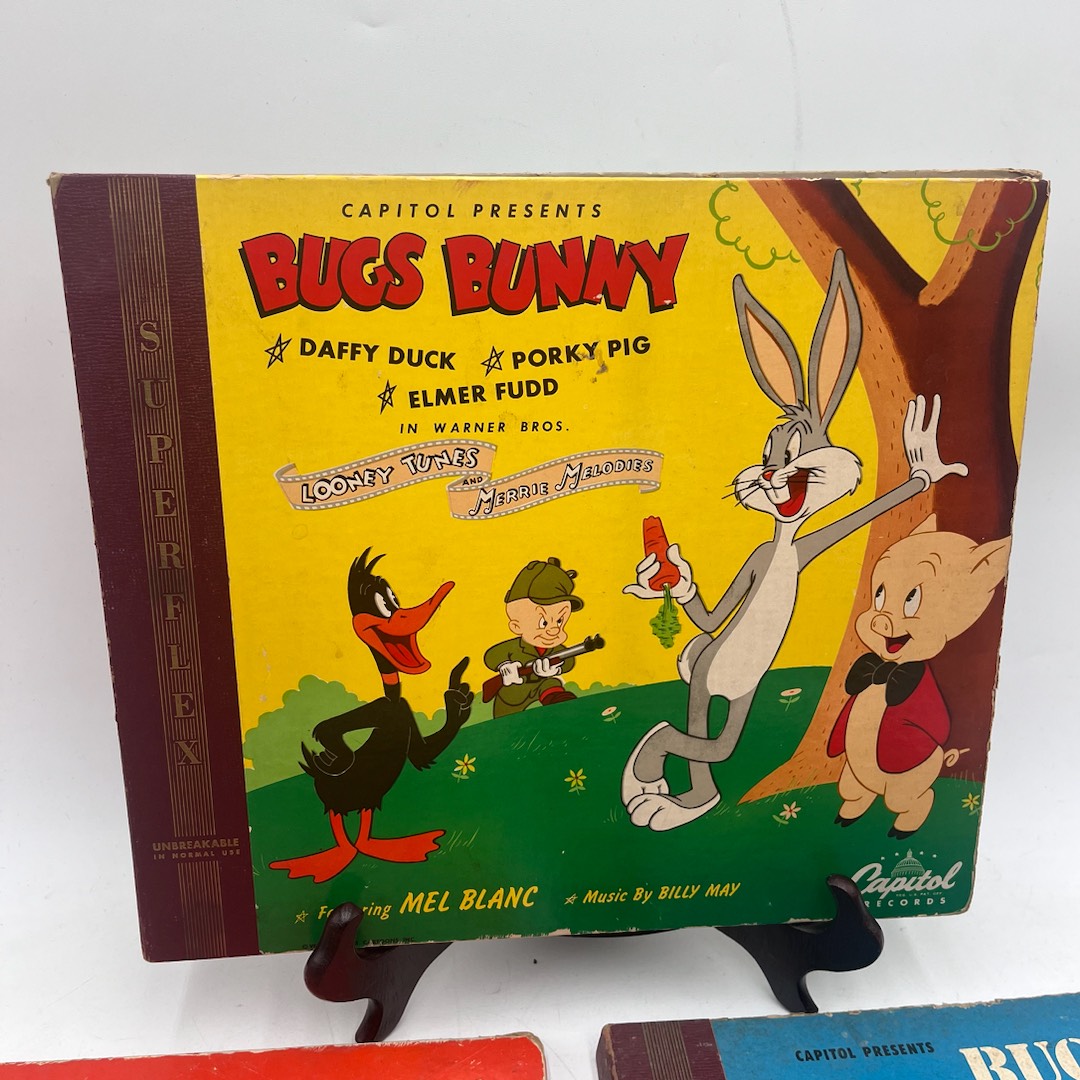 CAPITOL PRESENTS
BUGS BUNNY
☆ DAFFY DUCK ☆ PORKY PIG
☆ ELMER FUDD
IN WARNER BROS.
LOONEY TUNES
AND
MERRIE MELODIES
SUPERFLEX
UNBREAKABLE
IN NORMAL USE
☆ MEL BLANC ☆ Music By BILLY MAY
Capitol
RECORDS
CAPITOL PRESENTS